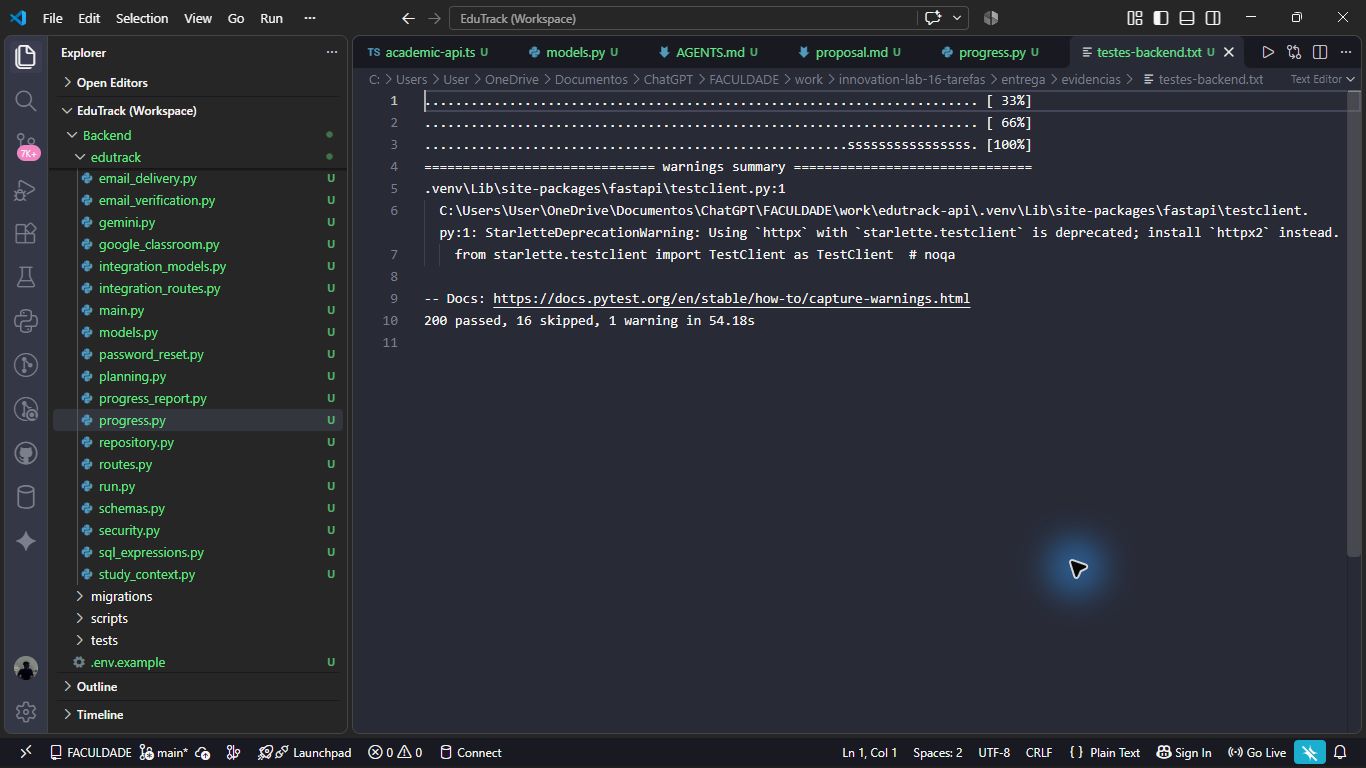 File Edit Selection View Go Run ··· EduTrack (Workspace)
Explorer ···
TS academic-api.ts U models.py U AGENTS.md U proposal.md U progress.py U testes-backend.txt U
C: > Users > User > OneDrive > Documentos > ChatGPT > FACULDADE > work > innovation-lab-16-tarefas > entrega > evidencias > testes-backend.txt Text Editor
> Open Editors
EduTrack (Workspace)
Backend
edutrack
email_delivery.py U
email_verification.py U
gemini.py U
google_classroom.py U
integration_models.py U
integration_routes.py U
main.py U
models.py U
password_reset.py U
planning.py U
progress_report.py U
progress.py U
repository.py U
routes.py U
run.py U
schemas.py U
security.py U
sql_expressions.py U
study_context.py U
> migrations
> scripts
> tests
.env.example U
> Outline
> Timeline
7K+
1 ........................................................................ [ 33%]
2 ........................................................................ [ 66%]
3 .......................................................ssssssssssssssss. [100%]
4 ============================== warnings summary ===============================
5 .venv\Lib\site-packages\fastapi\testclient.py:1
6 C:\Users\User\OneDrive\Documentos\ChatGPT\FACULDADE\work\edutrack-api\.venv\Lib\site-packages\fastapi\testclient.
py:1: StarletteDeprecationWarning: Using `httpx` with `starlette.testclient` is deprecated; install `httpx2` instead.
7 from starlette.testclient import TestClient as TestClient # noqa
8
9 -- Docs: https://docs.pytest.org/en/stable/how-to/capture-warnings.html
10 200 passed, 16 skipped, 1 warning in 54.18s
11
FACULDADE main* Launchpad 0 0 Connect Ln 1, Col 1 Spaces: 2 UTF-8 CRLF {} Plain Text Sign In Go Live